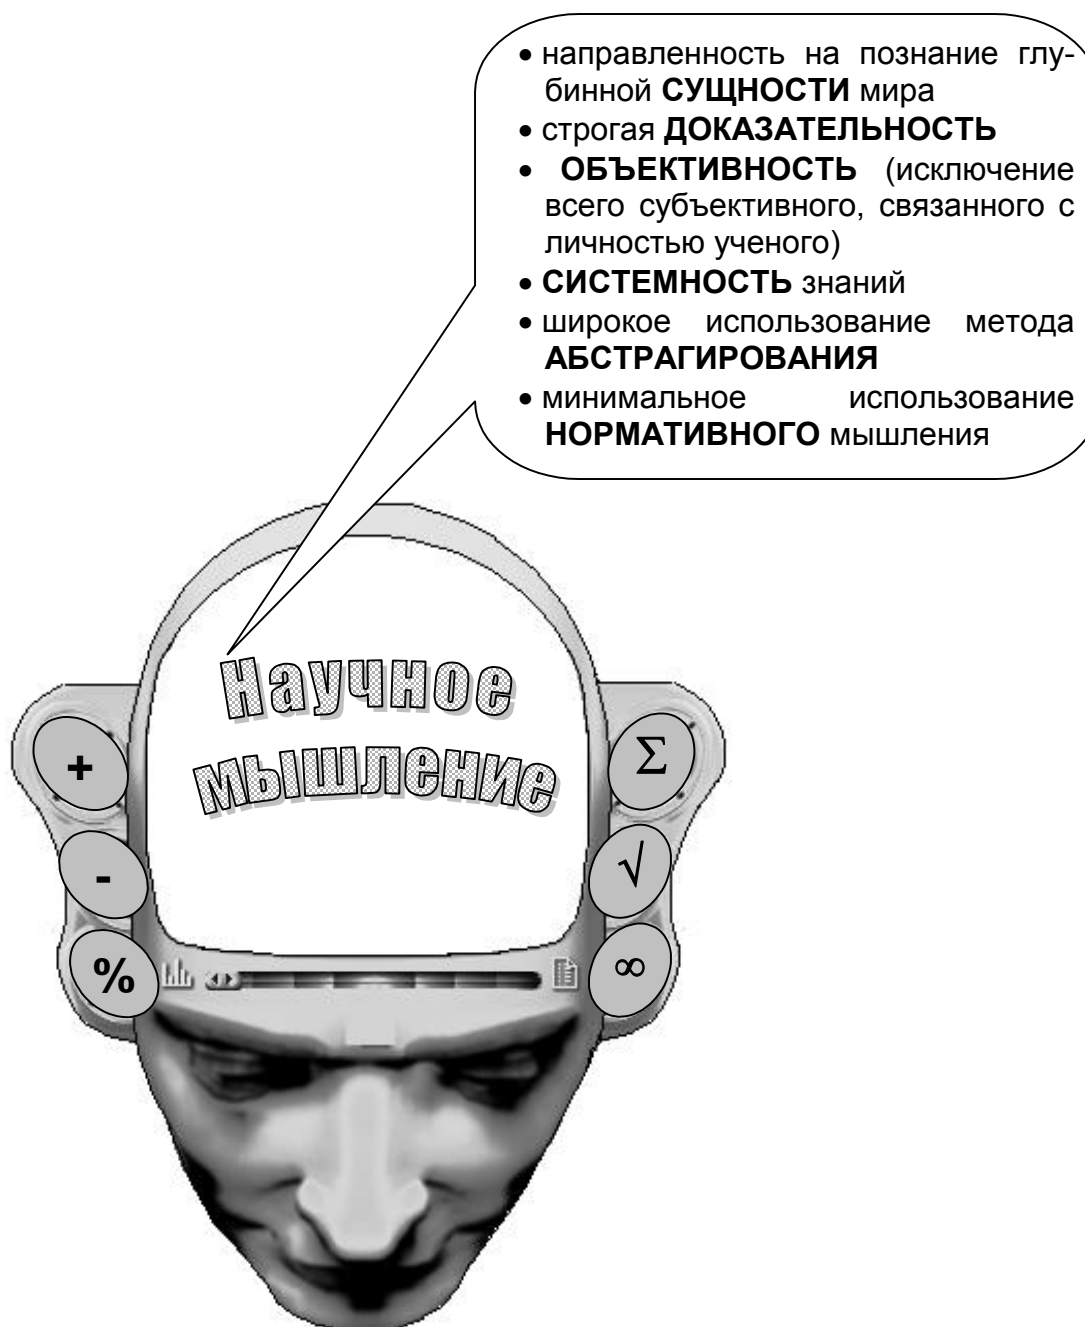 • направленность на познание глу-
бинной СУЩНОСТИ мира
• строгая ДОКАЗАТЕЛЬНОСТЬ
• ОБЪЕКТИВНОСТЬ (исключение
всего субъективного, связанного с
личностью ученого)
• СИСТЕМНОСТЬ знаний
• широкое использование метода
АБСТРАГИРОВАНИЯ
• минимальное использование
НОРМАТИВНОГО мышления
Научное
мышление
+
Σ
-
√
%
∞